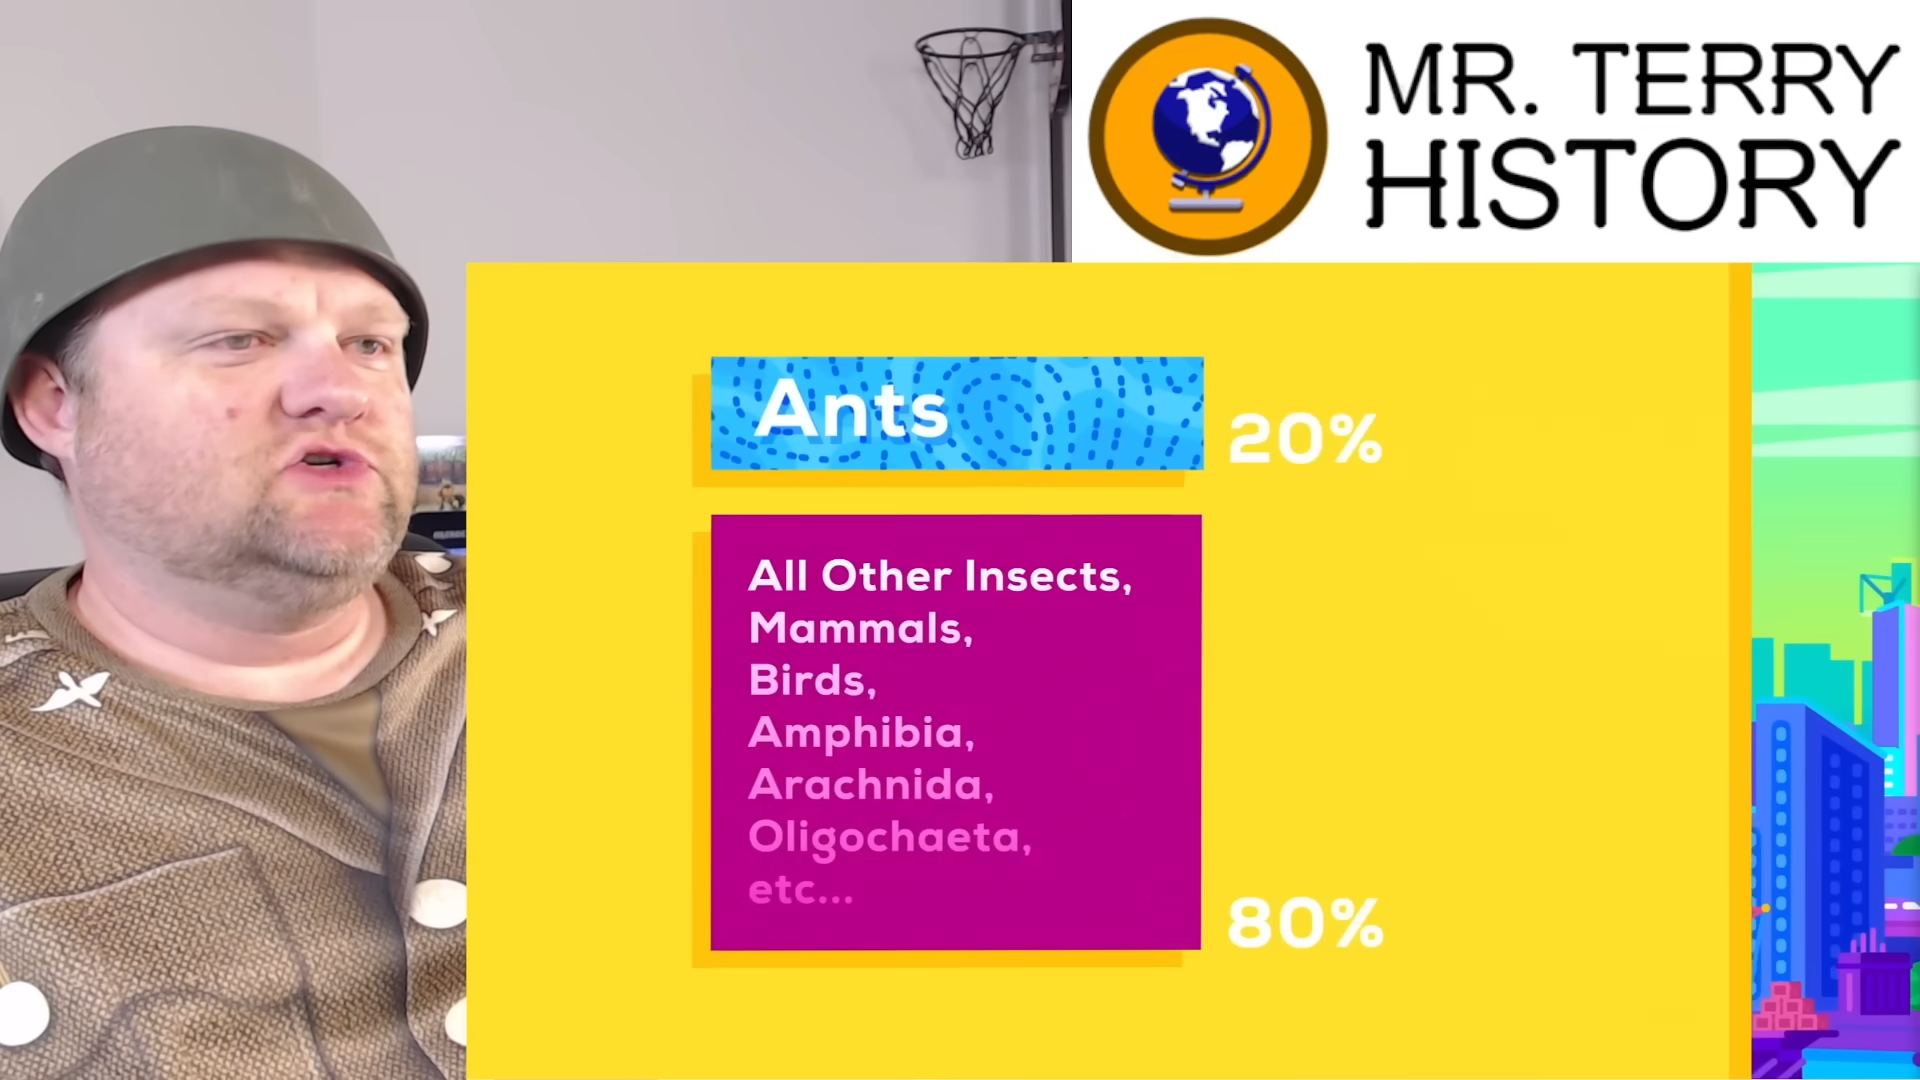 MR. TERRY
HISTORY
Ants
20%
All Other Insects,
Mammals,
Birds,
Amphibia,
Arachnida,
Oligochaeta,
etc...
80%